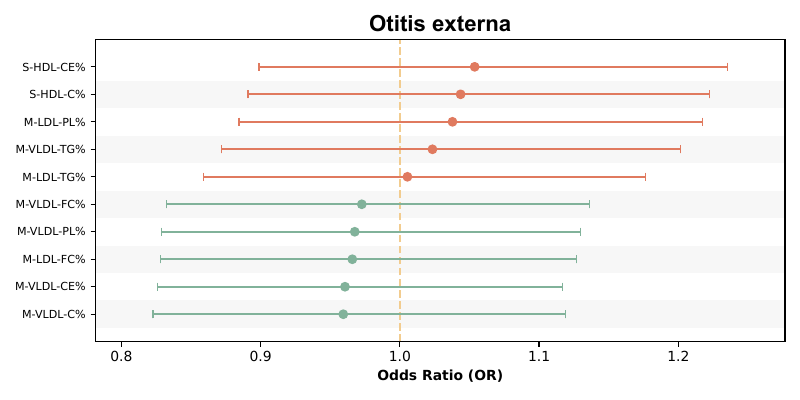 Otitis externa
S-HDL-CE%
S-HDL-C%
M-LDL-PL%
M-VLDL-TG%
M-LDL-TG%
M-VLDL-FC%
M-VLDL-PL%
M-LDL-FC%
M-VLDL-CE%
M-VLDL-C%
0.8 0.9 1.0 1.1 1.2
Odds Ratio (OR)